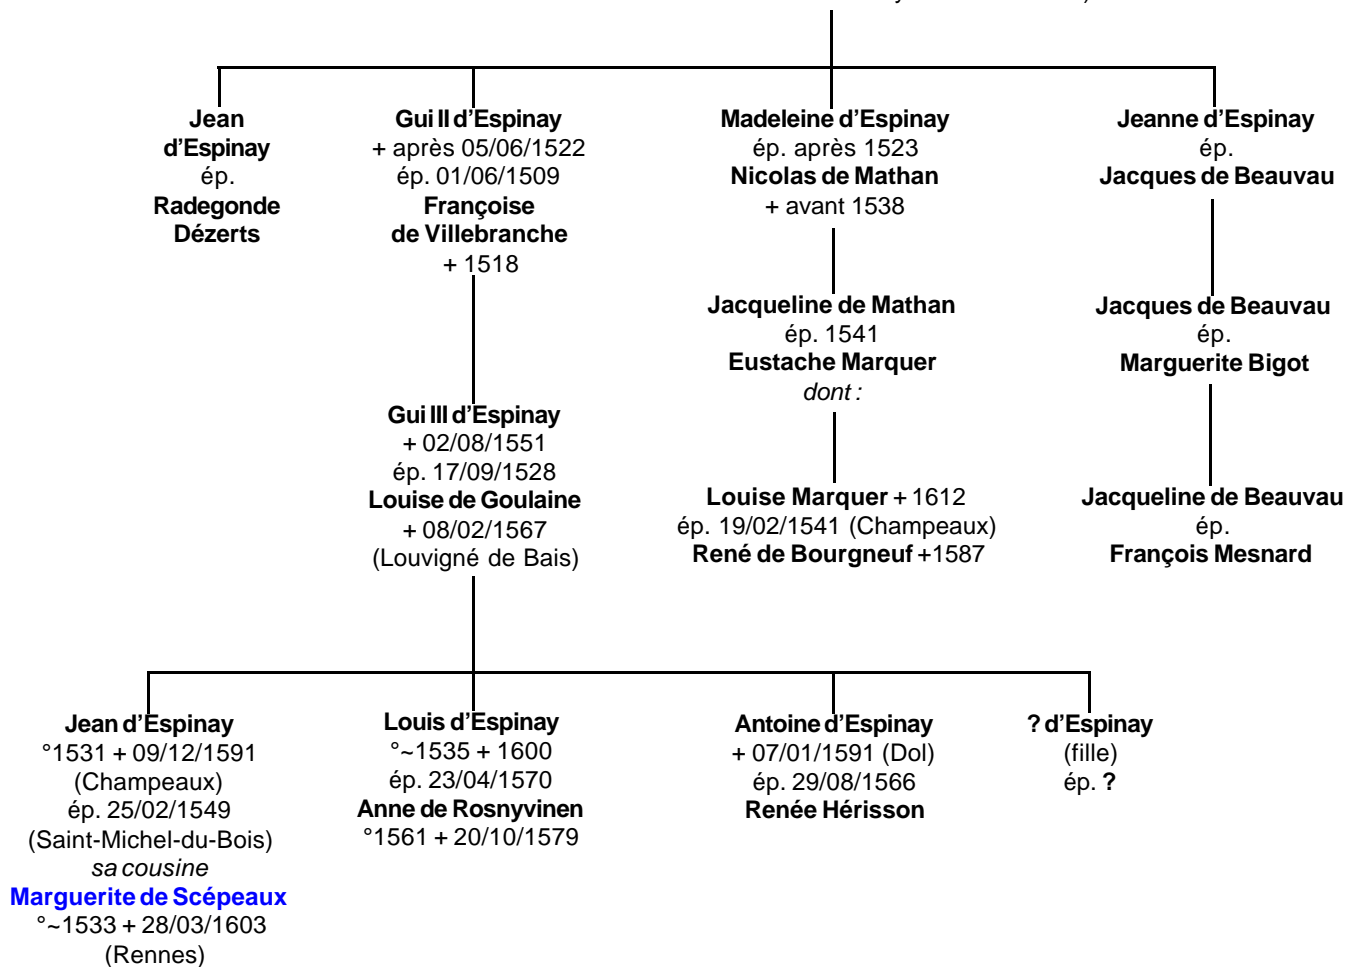 Jean
d’Espinay
ép.
Radegonde
Dézerts
Gui II d’Espinay
+ après 05/06/1522
ép. 01/06/1509
Françoise
de Villebranche
+ 1518
Madeleine d’Espinay
ép. après 1523
Nicolas de Mathan
+ avant 1538
Jeanne d’Espinay
ép.
Jacques de Beauvau
Jacqueline de Mathan
ép. 1541
Eustache Marquer
dont :
Jacques de Beauvau
ép.
Marguerite Bigot
Gui III d’Espinay
+ 02/08/1551
ép. 17/09/1528
Louise de Goulaine
+ 08/02/1567
(Louvigné de Bais)
Louise Marquer + 1612
ép. 19/02/1541 (Champeaux)
René de Bourgneuf +1587
Jacqueline de Beauvau
ép.
François Mesnard
Jean d’Espinay
°1531 + 09/12/1591
(Champeaux)
ép. 25/02/1549
(Saint-Michel-du-Bois)
sa cousine
Marguerite de Scépeaux
°~1533 + 28/03/1603
(Rennes)
Louis d’Espinay
°~1535 + 1600
ép. 23/04/1570
Anne de Rosnyvinen
°1561 + 20/10/1579
Antoine d’Espinay
+ 07/01/1591 (Dol)
ép. 29/08/1566
Renée Hérisson
? d’Espinay
(fille)
ép. ?